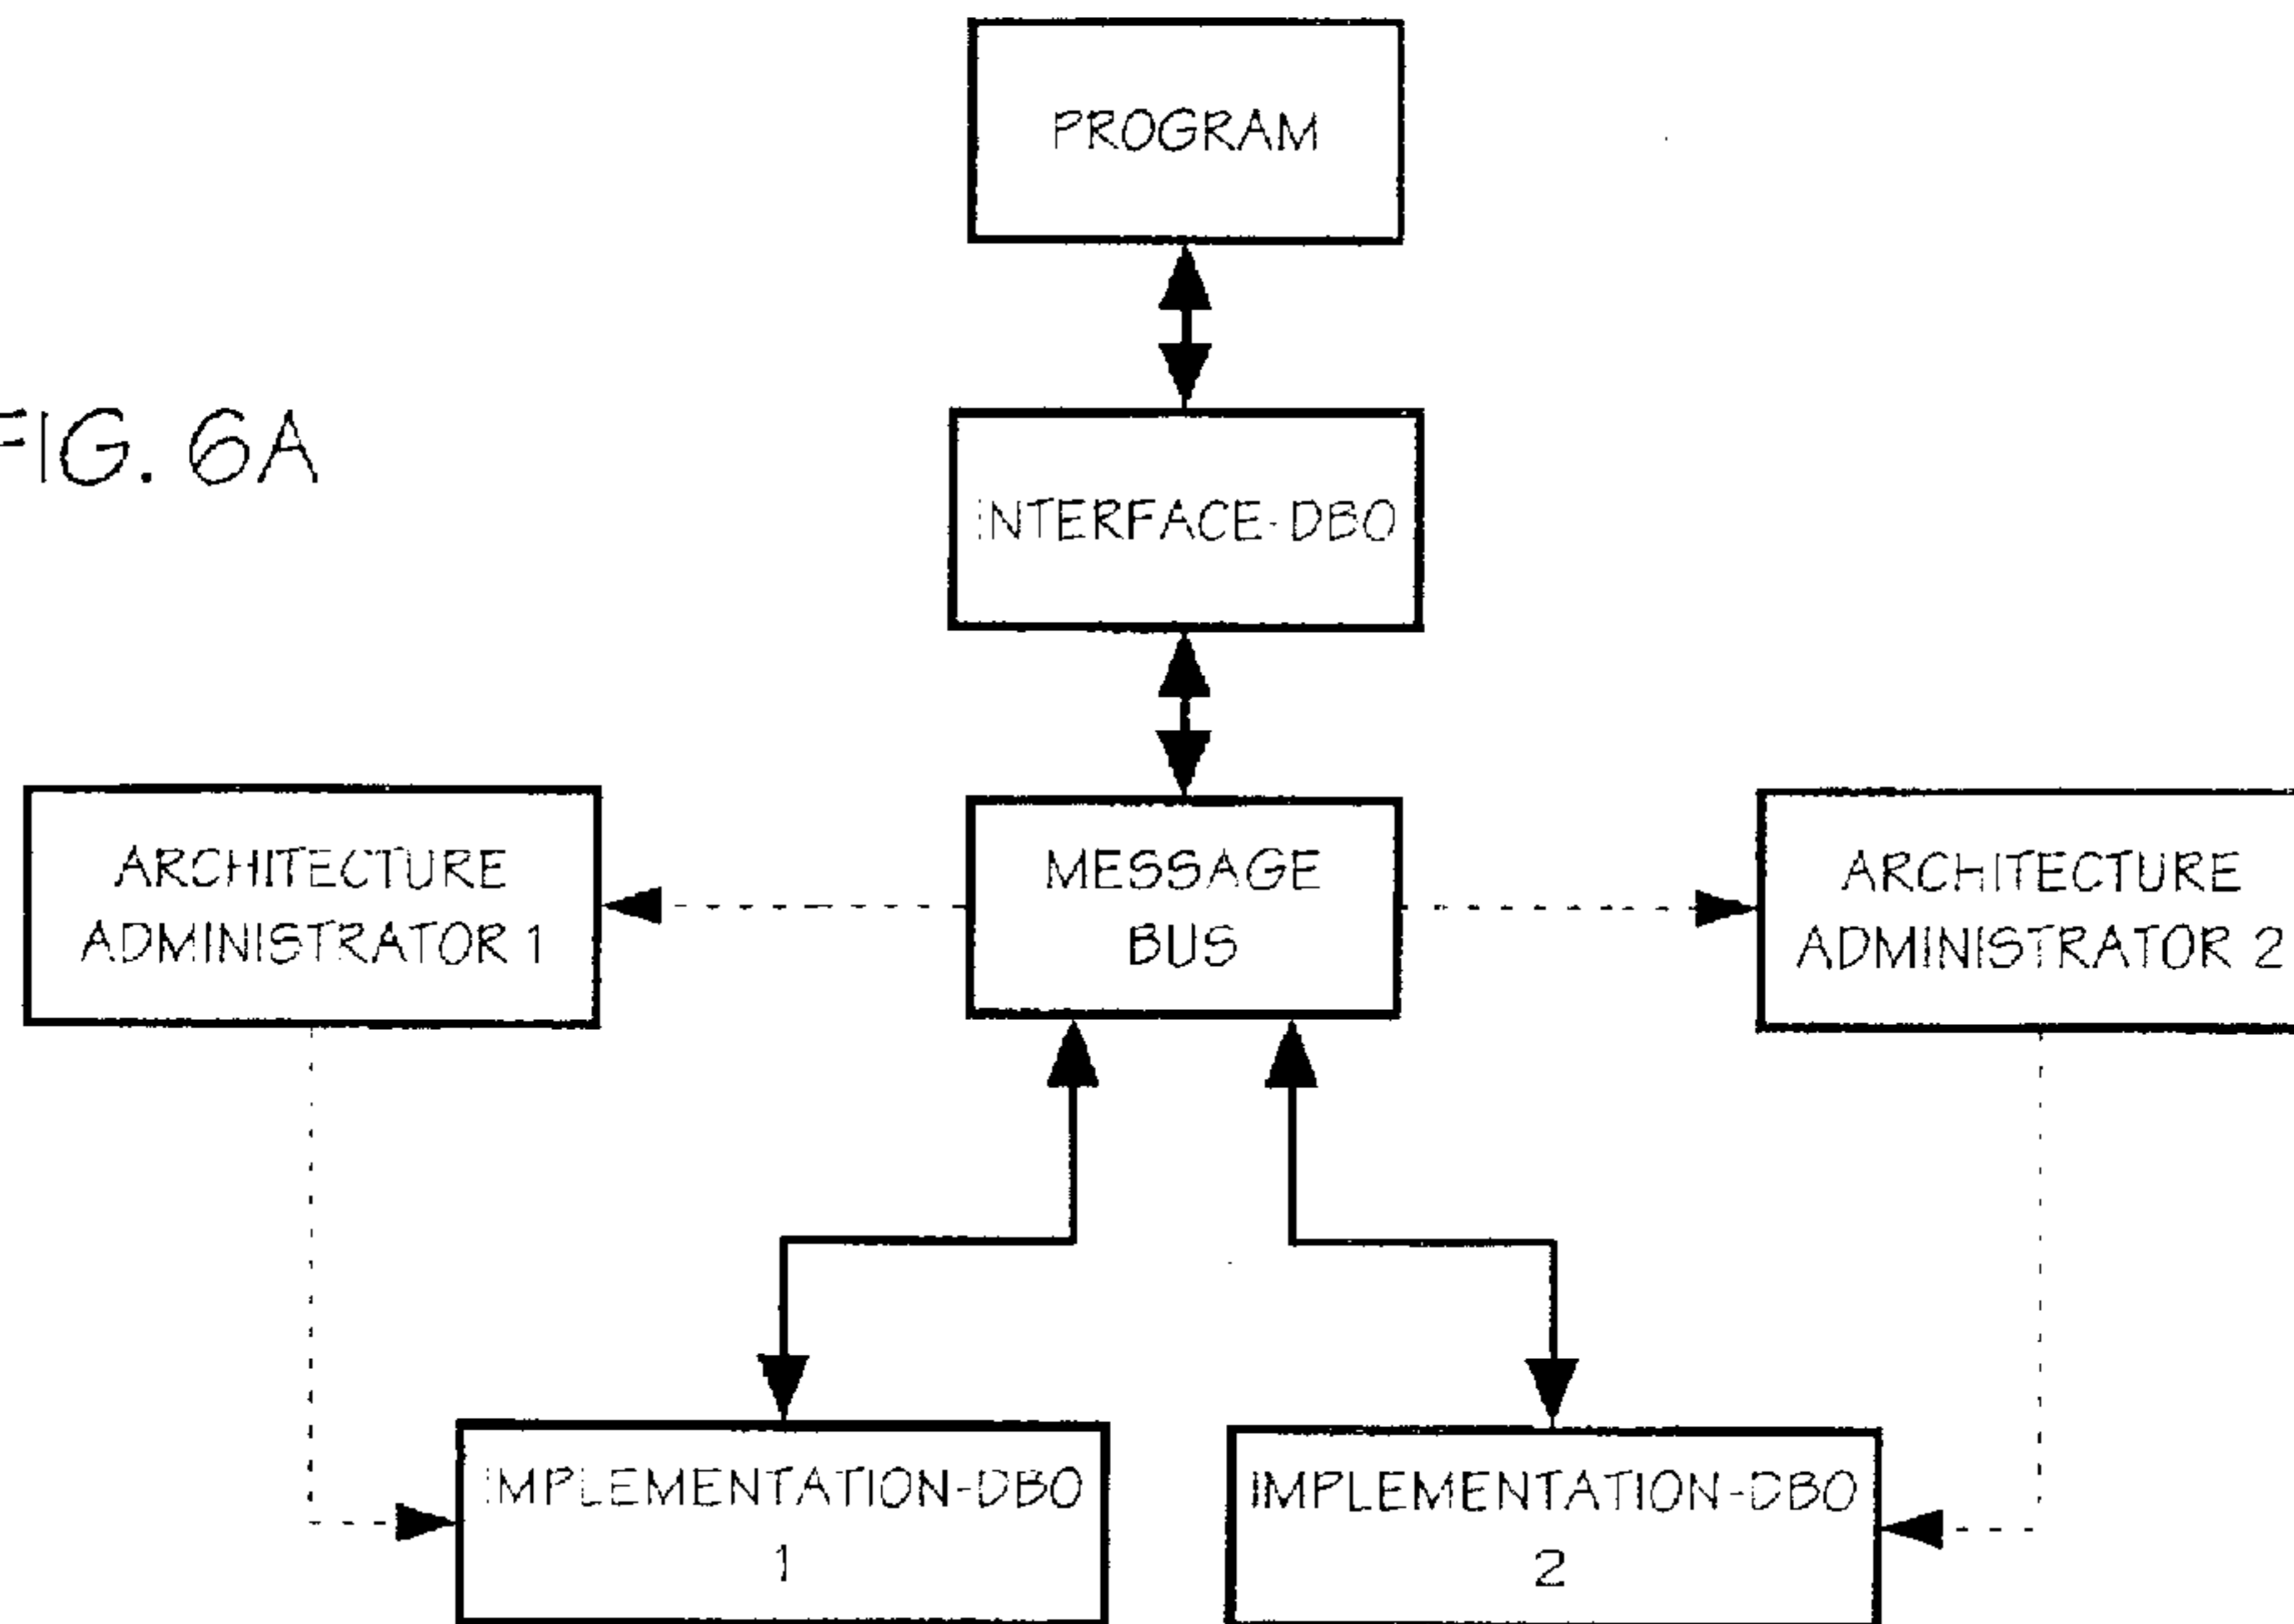 PROGRAM
FIG. 6A
INTERFACE-DBO
ARCHITECTURE
ADMINISTRATOR 1
MESSAGE
BUS
ARCHITECTURE
ADMINISTRATOR 2
IMPLEMENTATION-DBO
1
IMPLEMENTATION-DBO
2